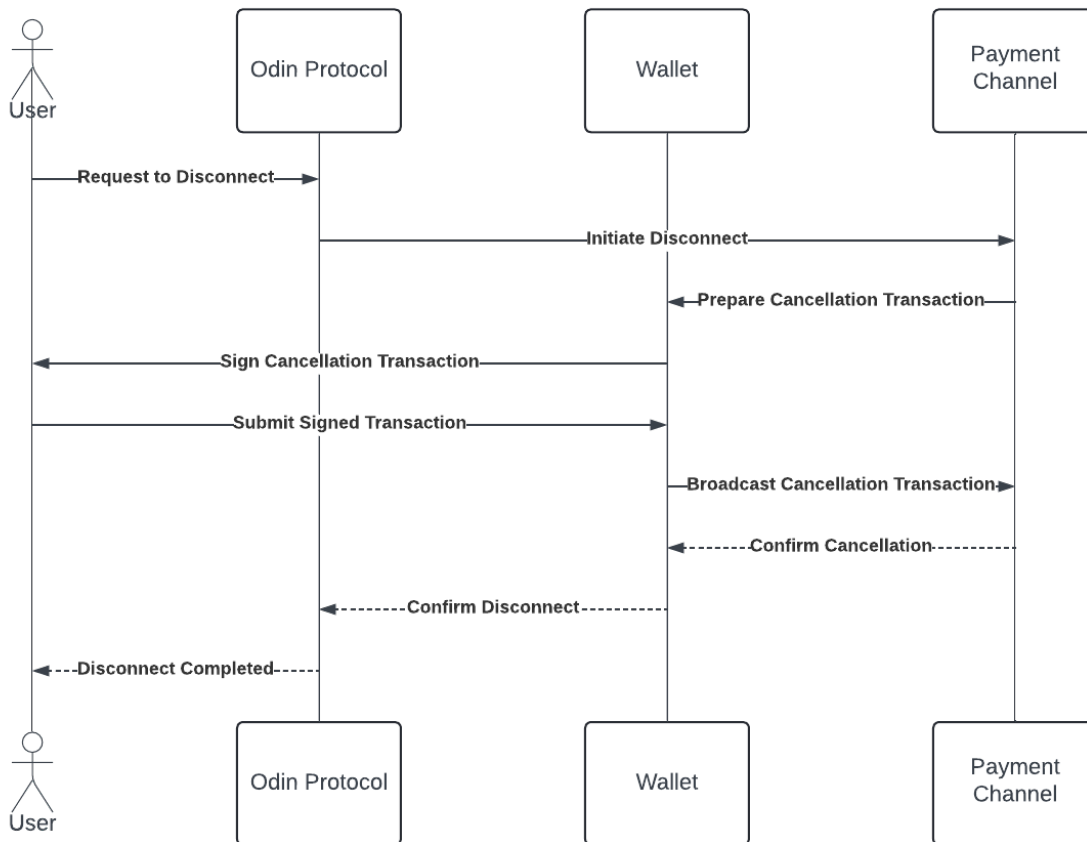 User
Odin Protocol
Wallet
Payment
Channel
Request to Disconnect
Initiate Disconnect
Prepare Cancellation Transaction
Sign Cancellation Transaction
Submit Signed Transaction
Broadcast Cancellation Transaction
Confirm Cancellation
Confirm Disconnect
Disconnect Completed
User
Odin Protocol
Wallet
Payment
Channel